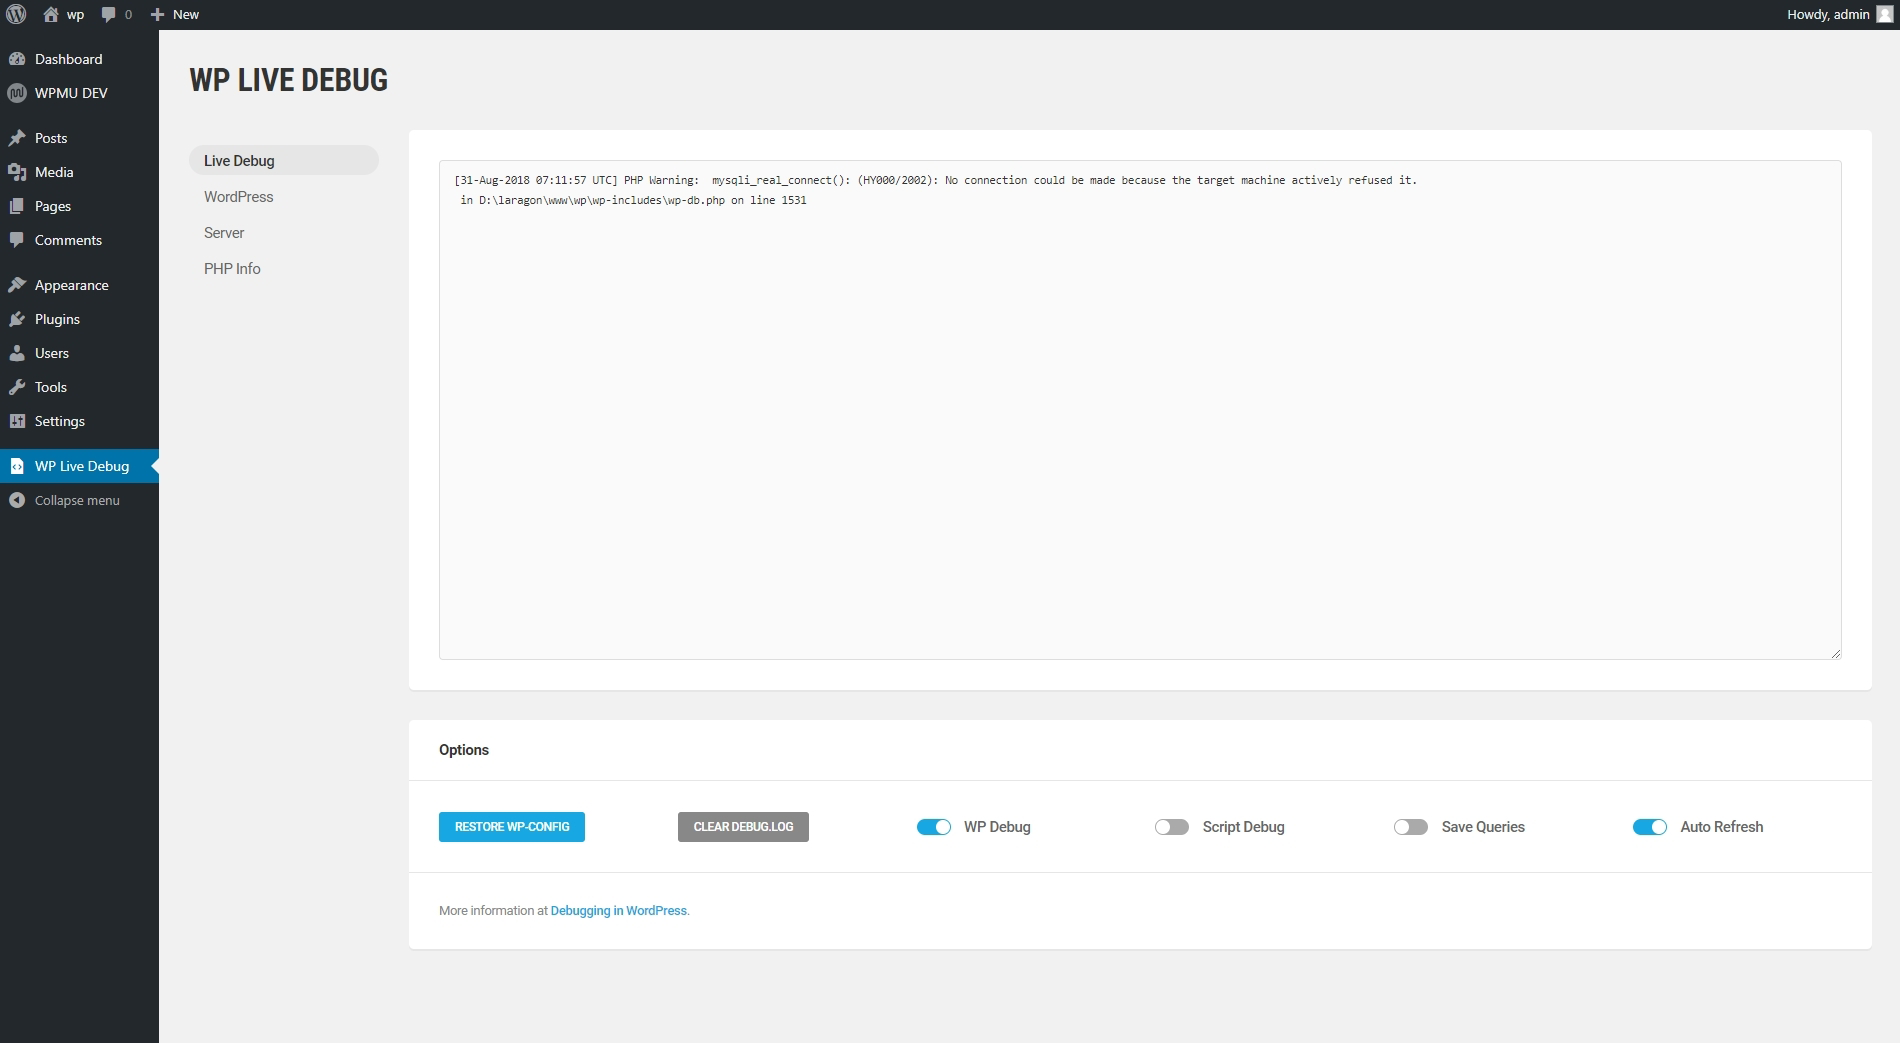 wp
0
New
Howdy, admin
Dashboard
WPMU DEV
Posts
Media
Pages
Comments
Appearance
Plugins
Users
Tools
Settings
WP Live Debug
Collapse menu
WP LIVE DEBUG
Live Debug
WordPress
Server
PHP Info
[31-Aug-2018 07:11:57 UTC] PHP Warning:  mysqli_real_connect(): (HY000/2002): No connection could be made because the target machine actively refused it.
in D:\laragon\www\wp\wp-includes\wp-db.php on line 1531
Options
RESTORE WP-CONFIG
CLEAR DEBUG.LOG
WP Debug
Script Debug
Save Queries
Auto Refresh
More information at Debugging in WordPress.